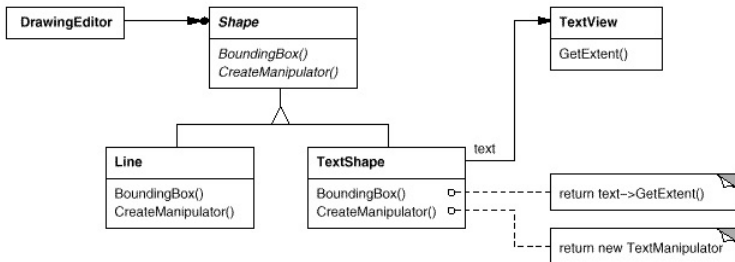 DrawingEditor
Shape
BoundingBox()
CreateManipulator()
TextView
GetExtent()
text
Line
BoundingBox()
CreateManipulator()
TextShape
BoundingBox()
CreateManipulator()
return text->GetExtent()
return new TextManipulator